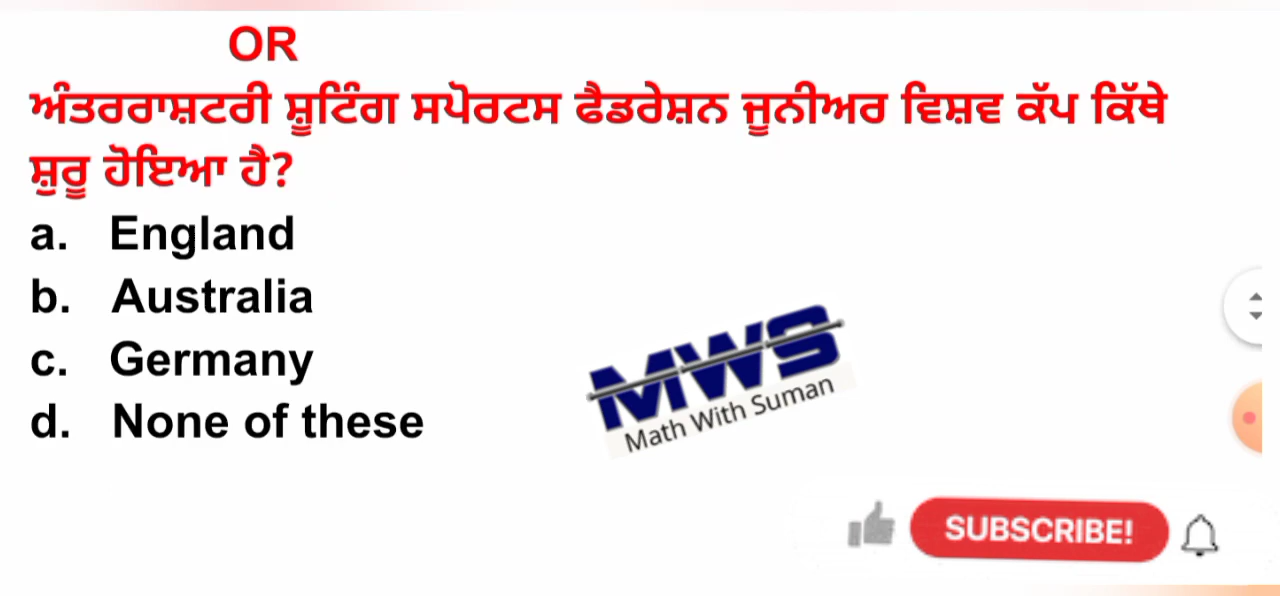 OR
ਅੰਤਰਰਾਸ਼ਟਰੀ ਸ਼ੂਟਿੰਗ ਸਪੋਰਟਸ ਫੈਡਰੇਸ਼ਨ ਜੂਨੀਅਰ ਵਿਸ਼ਵ ਕੱਪ ਕਿੱਥੇ
ਸ਼ੁਰੂ ਹੋਇਆ ਹੈ?
a. England
b. Australia
c. Germany
d. None of these
MWS
Math With Suman
SUBSCRIBE!